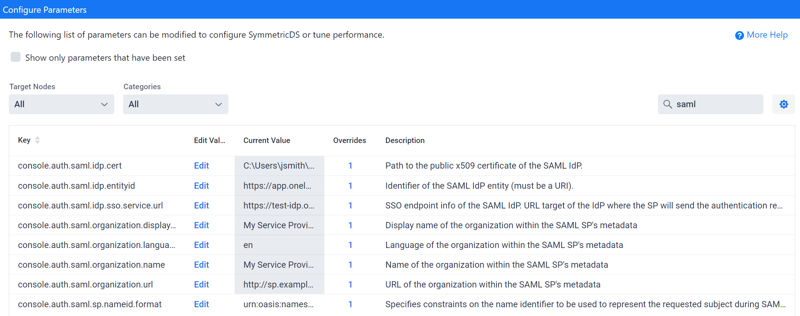 Configure Parameters
The following list of parameters can be modified to configure SymmetricDS or tune performance.
More Help
Show only parameters that have been set
Target Nodes Categories
All All saml
Key Edit Val... Current Value Overrides Description
console.auth.saml.idp.cert Edit C:\Users\jsmith\... 1 Path to the public x509 certificate of the SAML IdP.
console.auth.saml.idp.entityid Edit https://app.onel... 1 Identifier of the SAML IdP entity (must be a URI).
console.auth.saml.idp.sso.service.url Edit https://test-idp.o... 1 SSO endpoint info of the SAML IdP. URL target of the IdP where the SP will send the authentication re...
console.auth.saml.organization.display... Edit My Service Provi... 1 Display name of the organization within the SAML SP's metadata
console.auth.saml.organization.langua... Edit en 1 Language of the organization within the SAML SP's metadata
console.auth.saml.organization.name Edit My Service Provi... 1 Name of the organization within the SAML SP's metadata
console.auth.saml.organization.url Edit http://sp.exampl... 1 URL of the organization within the SAML SP's metadata
console.auth.saml.sp.nameid.format Edit urn:oasis:names... 1 Specifies constraints on the name identifier to be used to represent the requested subject during SAM...